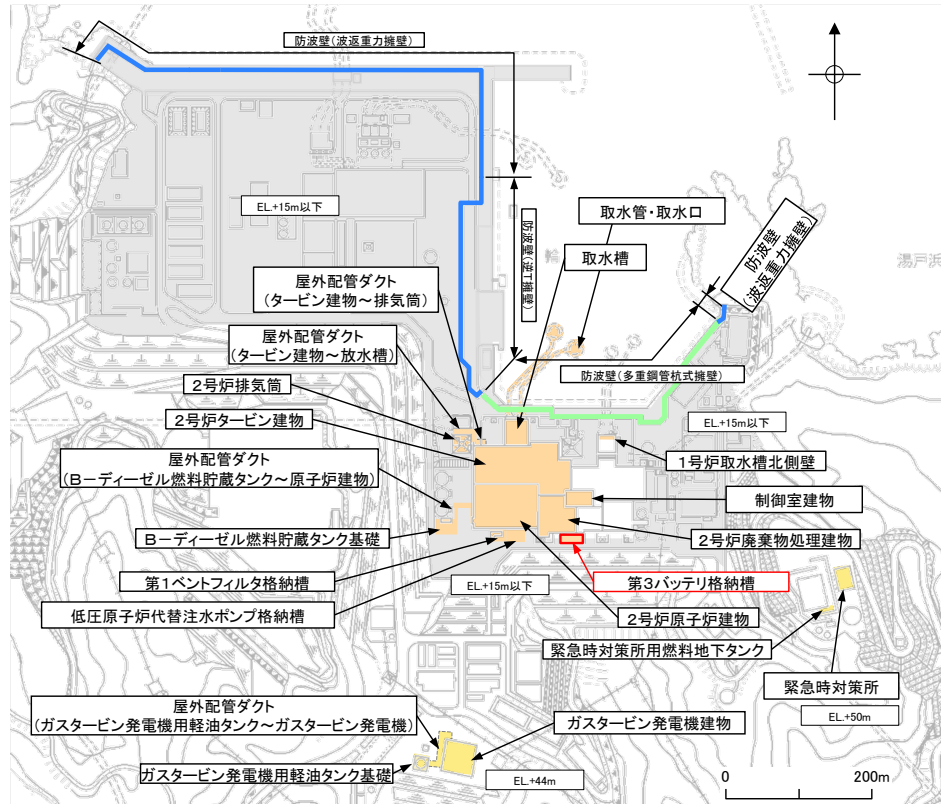 防波壁(波返重力擁壁)
EL.+15m以下
防波壁(逆T擁壁)
輪
取水管・取水口
取水槽
防波壁
(波返重力擁壁)
湯戸浜
屋外配管ダクト
(タービン建物～排気筒)
屋外配管ダクト
(タービン建物～放水槽)
2号炉排気筒
2号炉タービン建物
防波壁(多重鋼管杭式擁壁)
EL.+15m以下
屋外配管ダクト
(B－ディーゼル燃料貯蔵タンク～原子炉建物)
1号炉取水槽北側壁
制御室建物
B－ディーゼル燃料貯蔵タンク基礎
2号炉廃棄物処理建物
第1ベントフィルタ格納槽
EL.+15m以下
第3バッテリ格納槽
低圧原子炉代替注水ポンプ格納槽
2号炉原子炉建物
緊急時対策所用燃料地下タンク
緊急時対策所
EL.+50m
屋外配管ダクト
(ガスタービン発電機用軽油タンク～ガスタービン発電機)
ガスタービン発電機建物
ガスタービン発電機用軽油タンク基礎
EL.+44m
0
200m